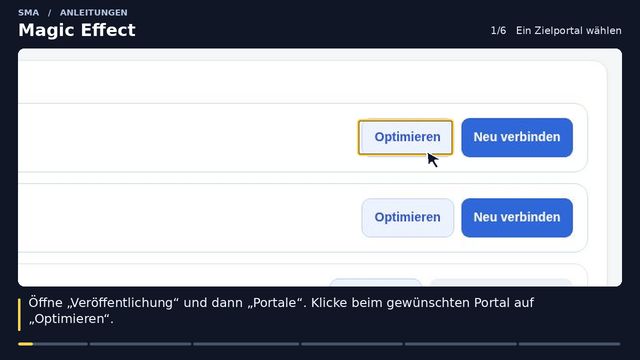 SMA / ANLEITUNGEN
Magic Effect
1/6 Ein Zielportal wählen
Optimieren
Neu verbinden
Optimieren
Neu verbinden
Öffne „Veröffentlichung“ und dann „Portale“. Klicke beim gewünschten Portal auf
„Optimieren“.